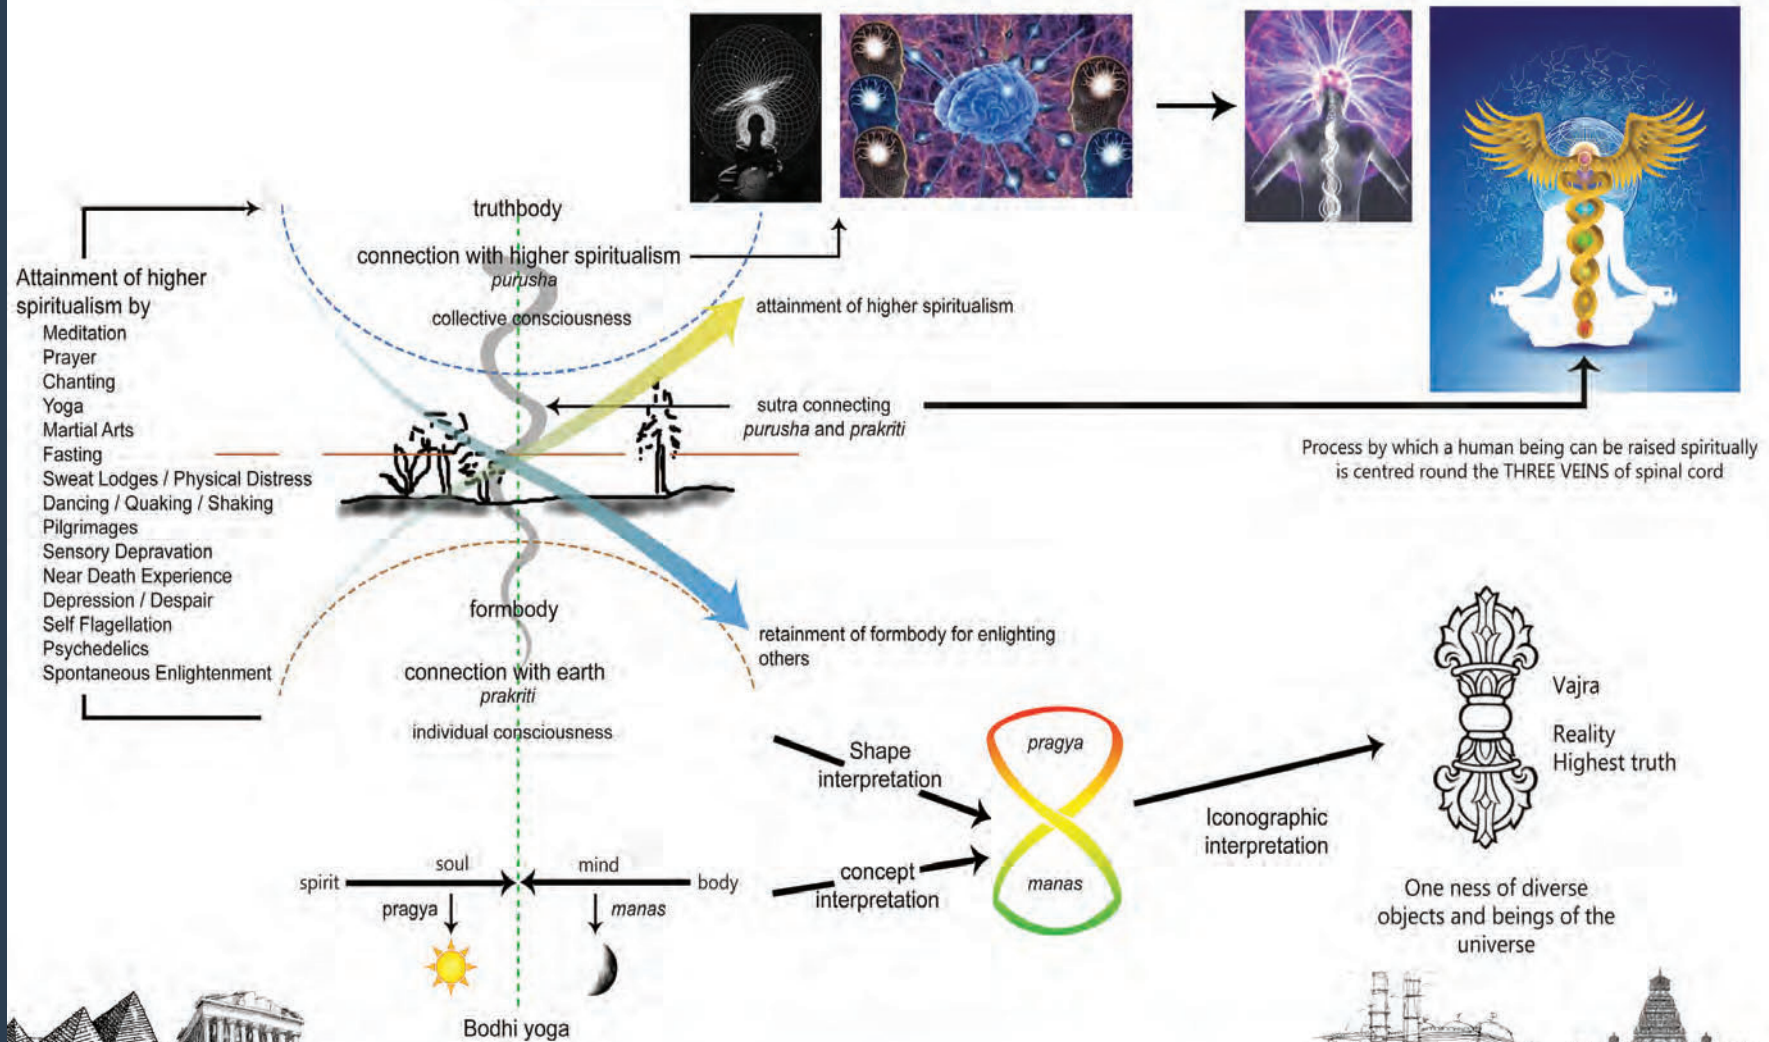 truthbody
connection with higher spiritualism
purusha
collective consciousness
Attainment of higher
spiritualism by
Meditation
Prayer
Chanting
Yoga
Martial Arts
Fasting
Sweat Lodges / Physical Distress
Dancing / Quaking / Shaking
Pilgrimages
Sensory Depravation
Near Death Experience
Depression / Despair
Self Flagellation
Psychedelics
Spontaneous Enlightenment
attainment of higher spiritualism
sutra connecting
purusha and prakriti
Process by which a human being can be raised spiritually
is centred round the THREE VEINS of spinal cord
formbody
connection with earth
prakriti
individual consciousness
retainment of formbody for enlighting
others
Shape
interpretation
concept
interpretation
pragya
manas
Iconographic
interpretation
Vajra
Reality
Highest truth
One ness of diverse
objects and beings of the
universe
spirit
soul
mind
body
pragya
manas
Bodhi yoga